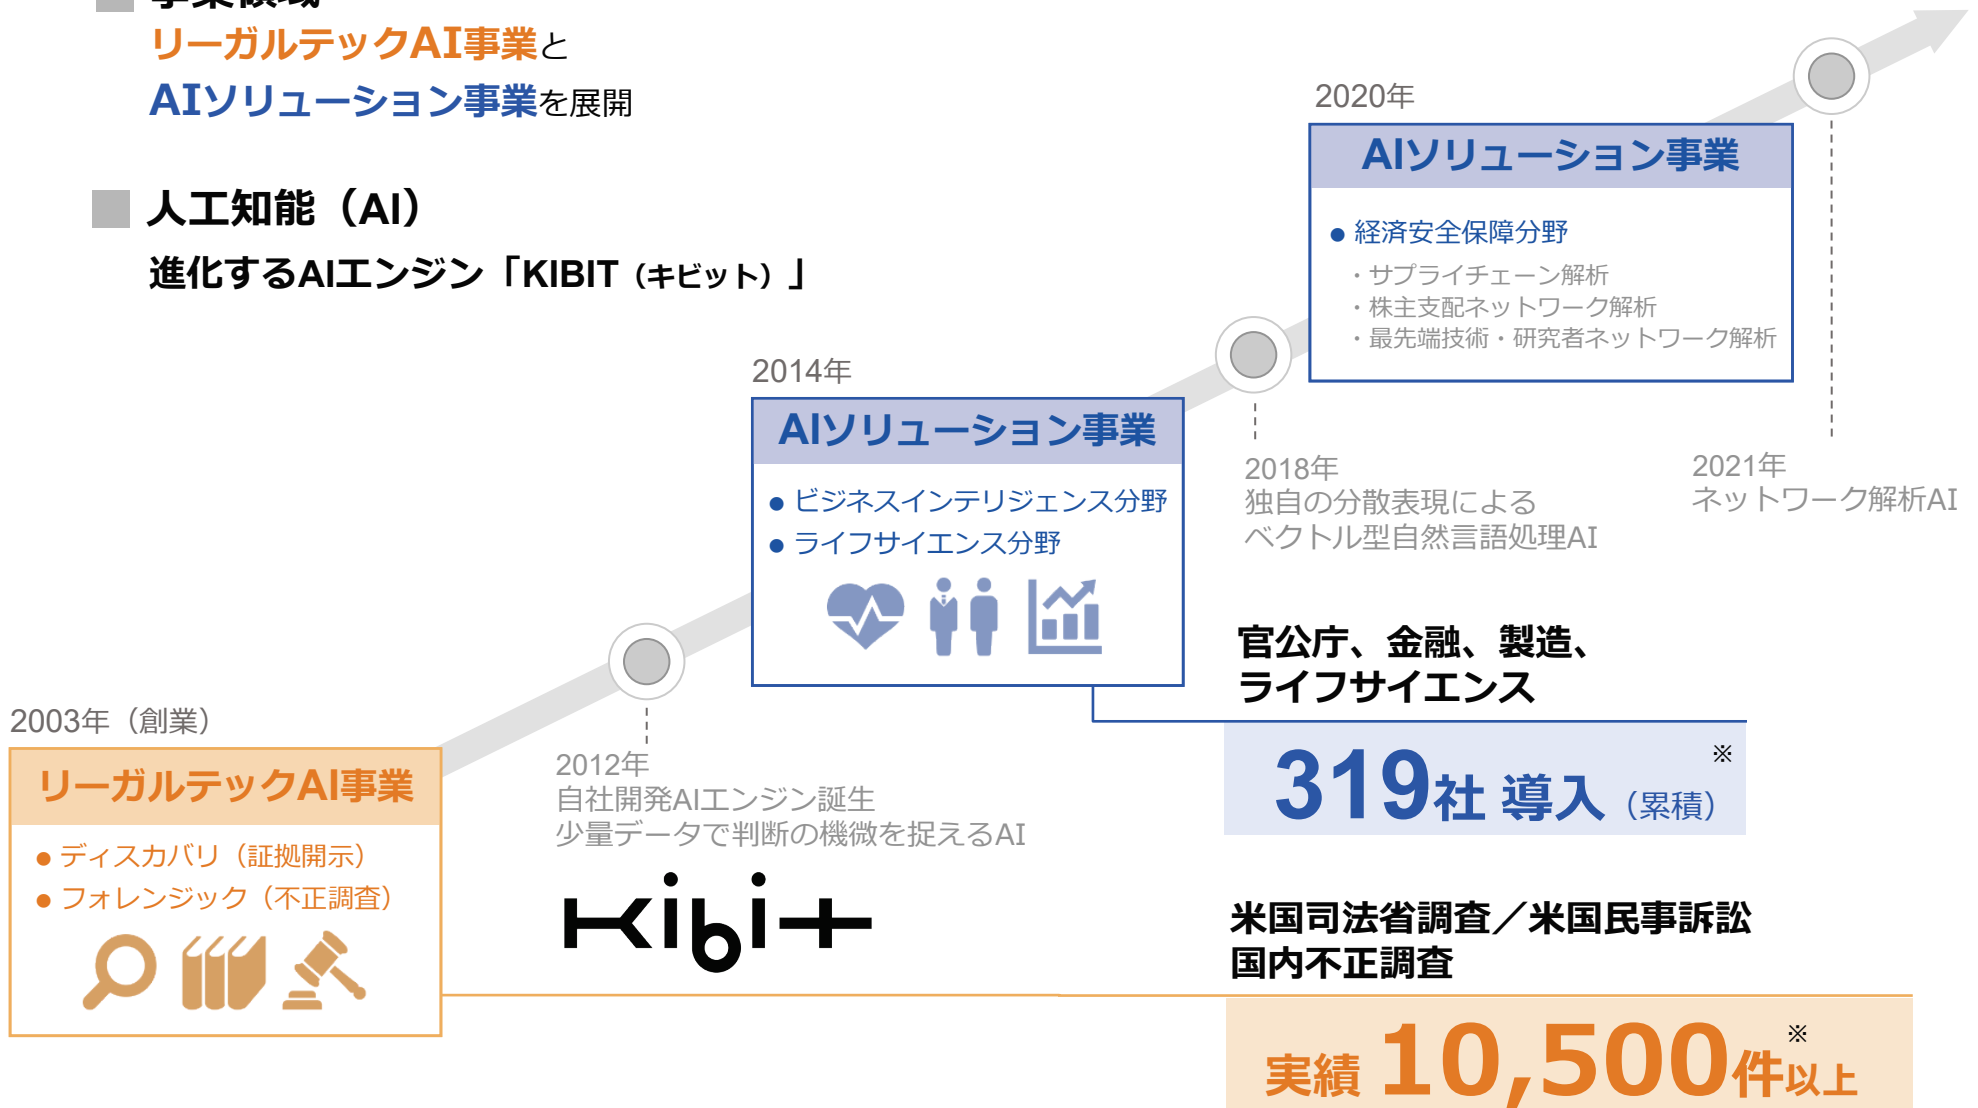 事業領域
リーガルテックAI事業と
AIソリューション事業を展開
人工知能（AI）
進化するAIエンジン「KIBIT（キビット）」
2020年
AIソリューション事業
● 経済安全保障分野
・サプライチェーン解析
・株主支配ネットワーク解析
・最先端技術・研究者ネットワーク解析
2014年
AIソリューション事業
● ビジネスインテリジェンス分野
● ライフサイエンス分野
2018年
独自の分散表現による
ベクトル型自然言語処理AI
2021年
ネットワーク解析AI
2003年（創業）
リーガルテックAI事業
● ディスカバリ（証拠開示）
● フォレンジック（不正調査）
2012年
自社開発AIエンジン誕生
少量データで判断の機微を捉えるAI
Kibit
官公庁、金融、製造、
ライフサイエンス
319社 導入（累積）※
米国司法省調査／米国民事訴訟
国内不正調査
実績 10,500件以上※